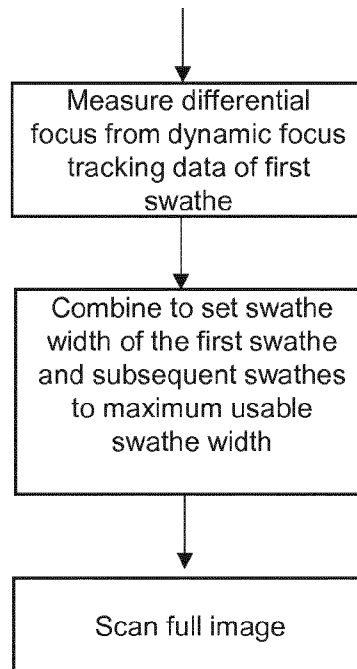 Measure differential
focus from dynamic focus
tracking data of first
swathe
Combine to set swathe
width of the first swathe
and subsequent swathes
to maximum usable
swathe width
Scan full image